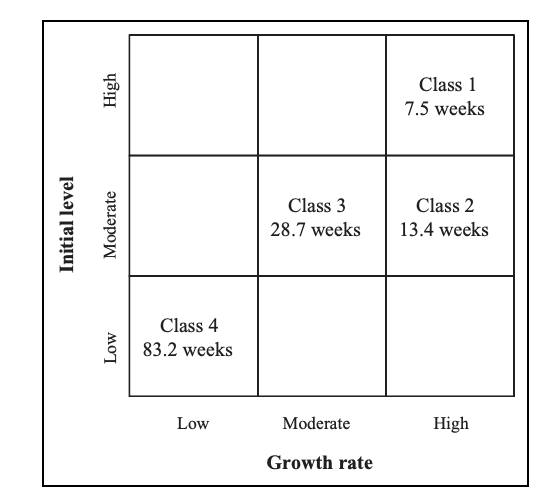 High
Class 1
7.5 weeks
Initial level
Moderate
Class 3
28.7 weeks
Class 2
13.4 weeks
Low
Class 4
83.2 weeks
Low
Moderate
High
Growth rate